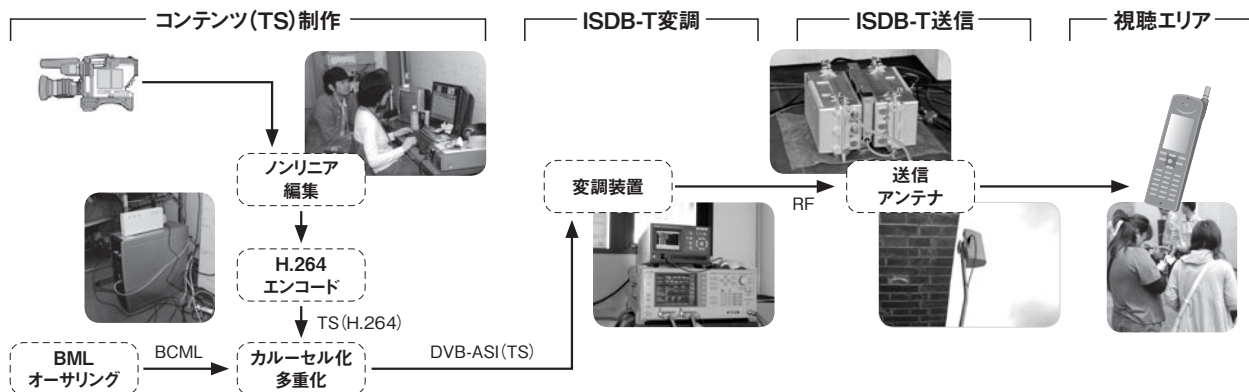 コンテンツ(TS)制作
ISDB-T変調
ISDB-T送信
視聴エリア
ノンリニア
編集
H.264
エンコード
TS(H.264)
BML
オーサリング
BCML
カルーセル化
多重化
DVB-ASI(TS)
変調装置
RF
送信
アンテナ